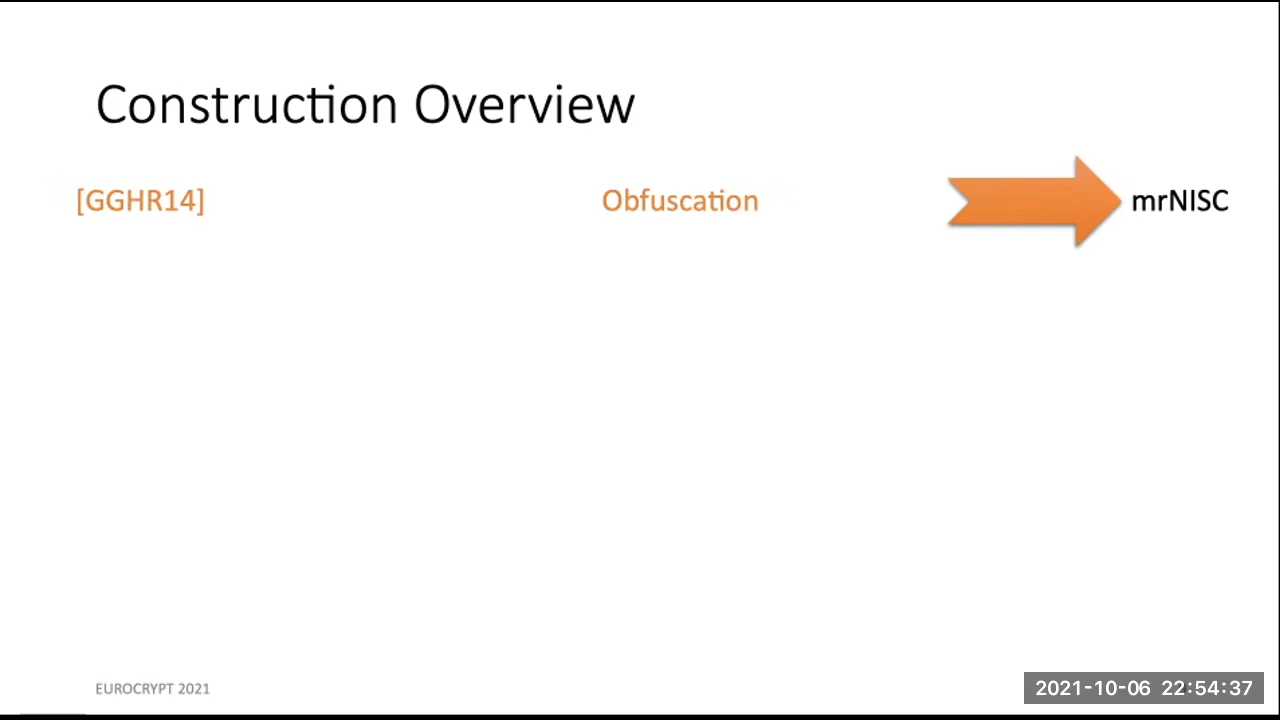 Construction Overview
[GGHR14] Obfuscation mrNISC
EUROCRYPT 2021
2021-10-06 22:54:37